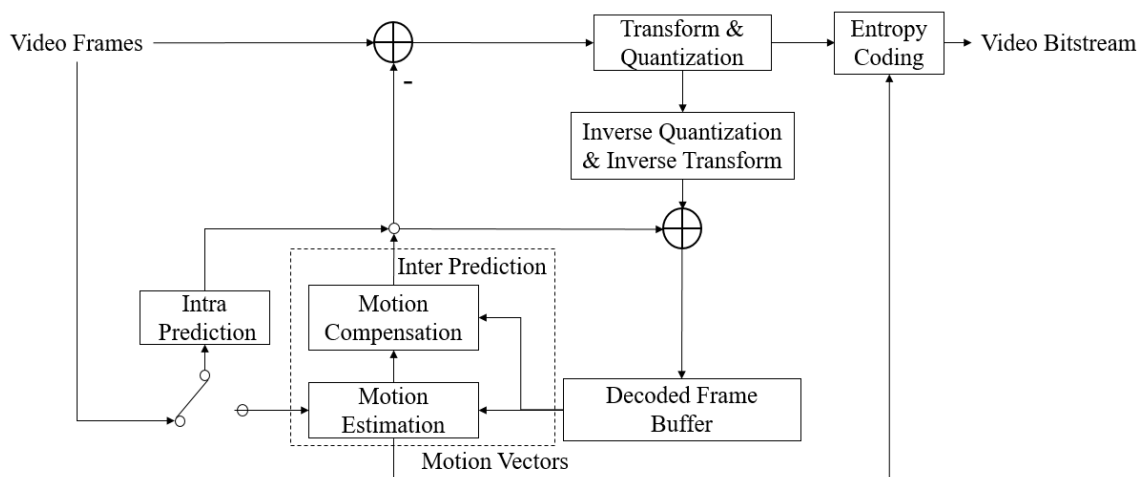 Video Frames
-
Transform &
Quantization
Entropy
Coding
Video Bitstream
Inverse Quantization
& Inverse Transform
Inter Prediction
Intra
Prediction
Motion
Compensation
Motion
Estimation
Decoded Frame
Buffer
Motion Vectors